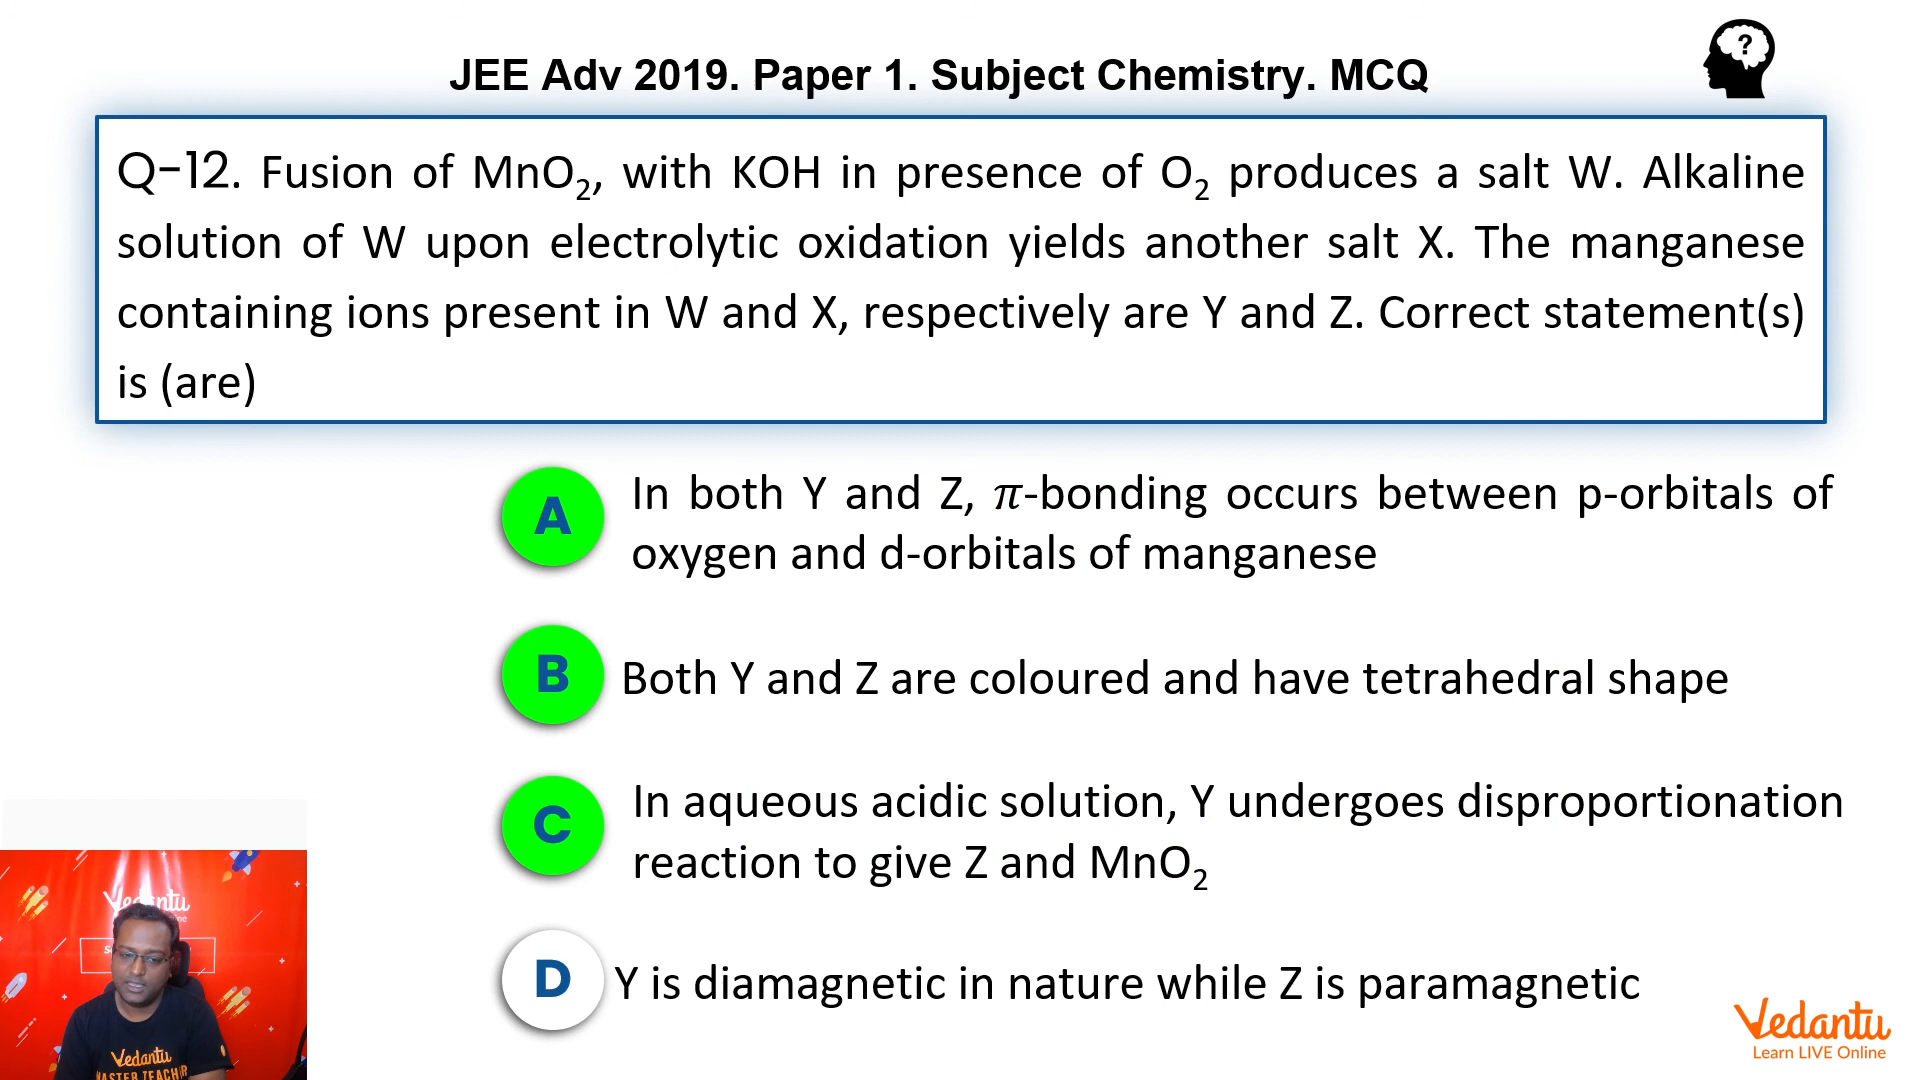 ?
JEE Adv 2019. Paper 1. Subject Chemistry. MCQ
Q-12. Fusion of MnO₂, with KOH in presence of O₂ produces a salt W. Alkaline
solution of W upon electrolytic oxidation yields another salt X. The manganese
containing ions present in W and X, respectively are Y and Z. Correct statement(s)
is (are)
A
In both Y and Z, π-bonding occurs between p-orbitals of
oxygen and d-orbitals of manganese
B
Both Y and Z are coloured and have tetrahedral shape
C
In aqueous acidic solution, Y undergoes disproportionation
reaction to give Z and MnO₂
D
Y is diamagnetic in nature while Z is paramagnetic
Vedantu
Vedantu
Learn LIVE Online